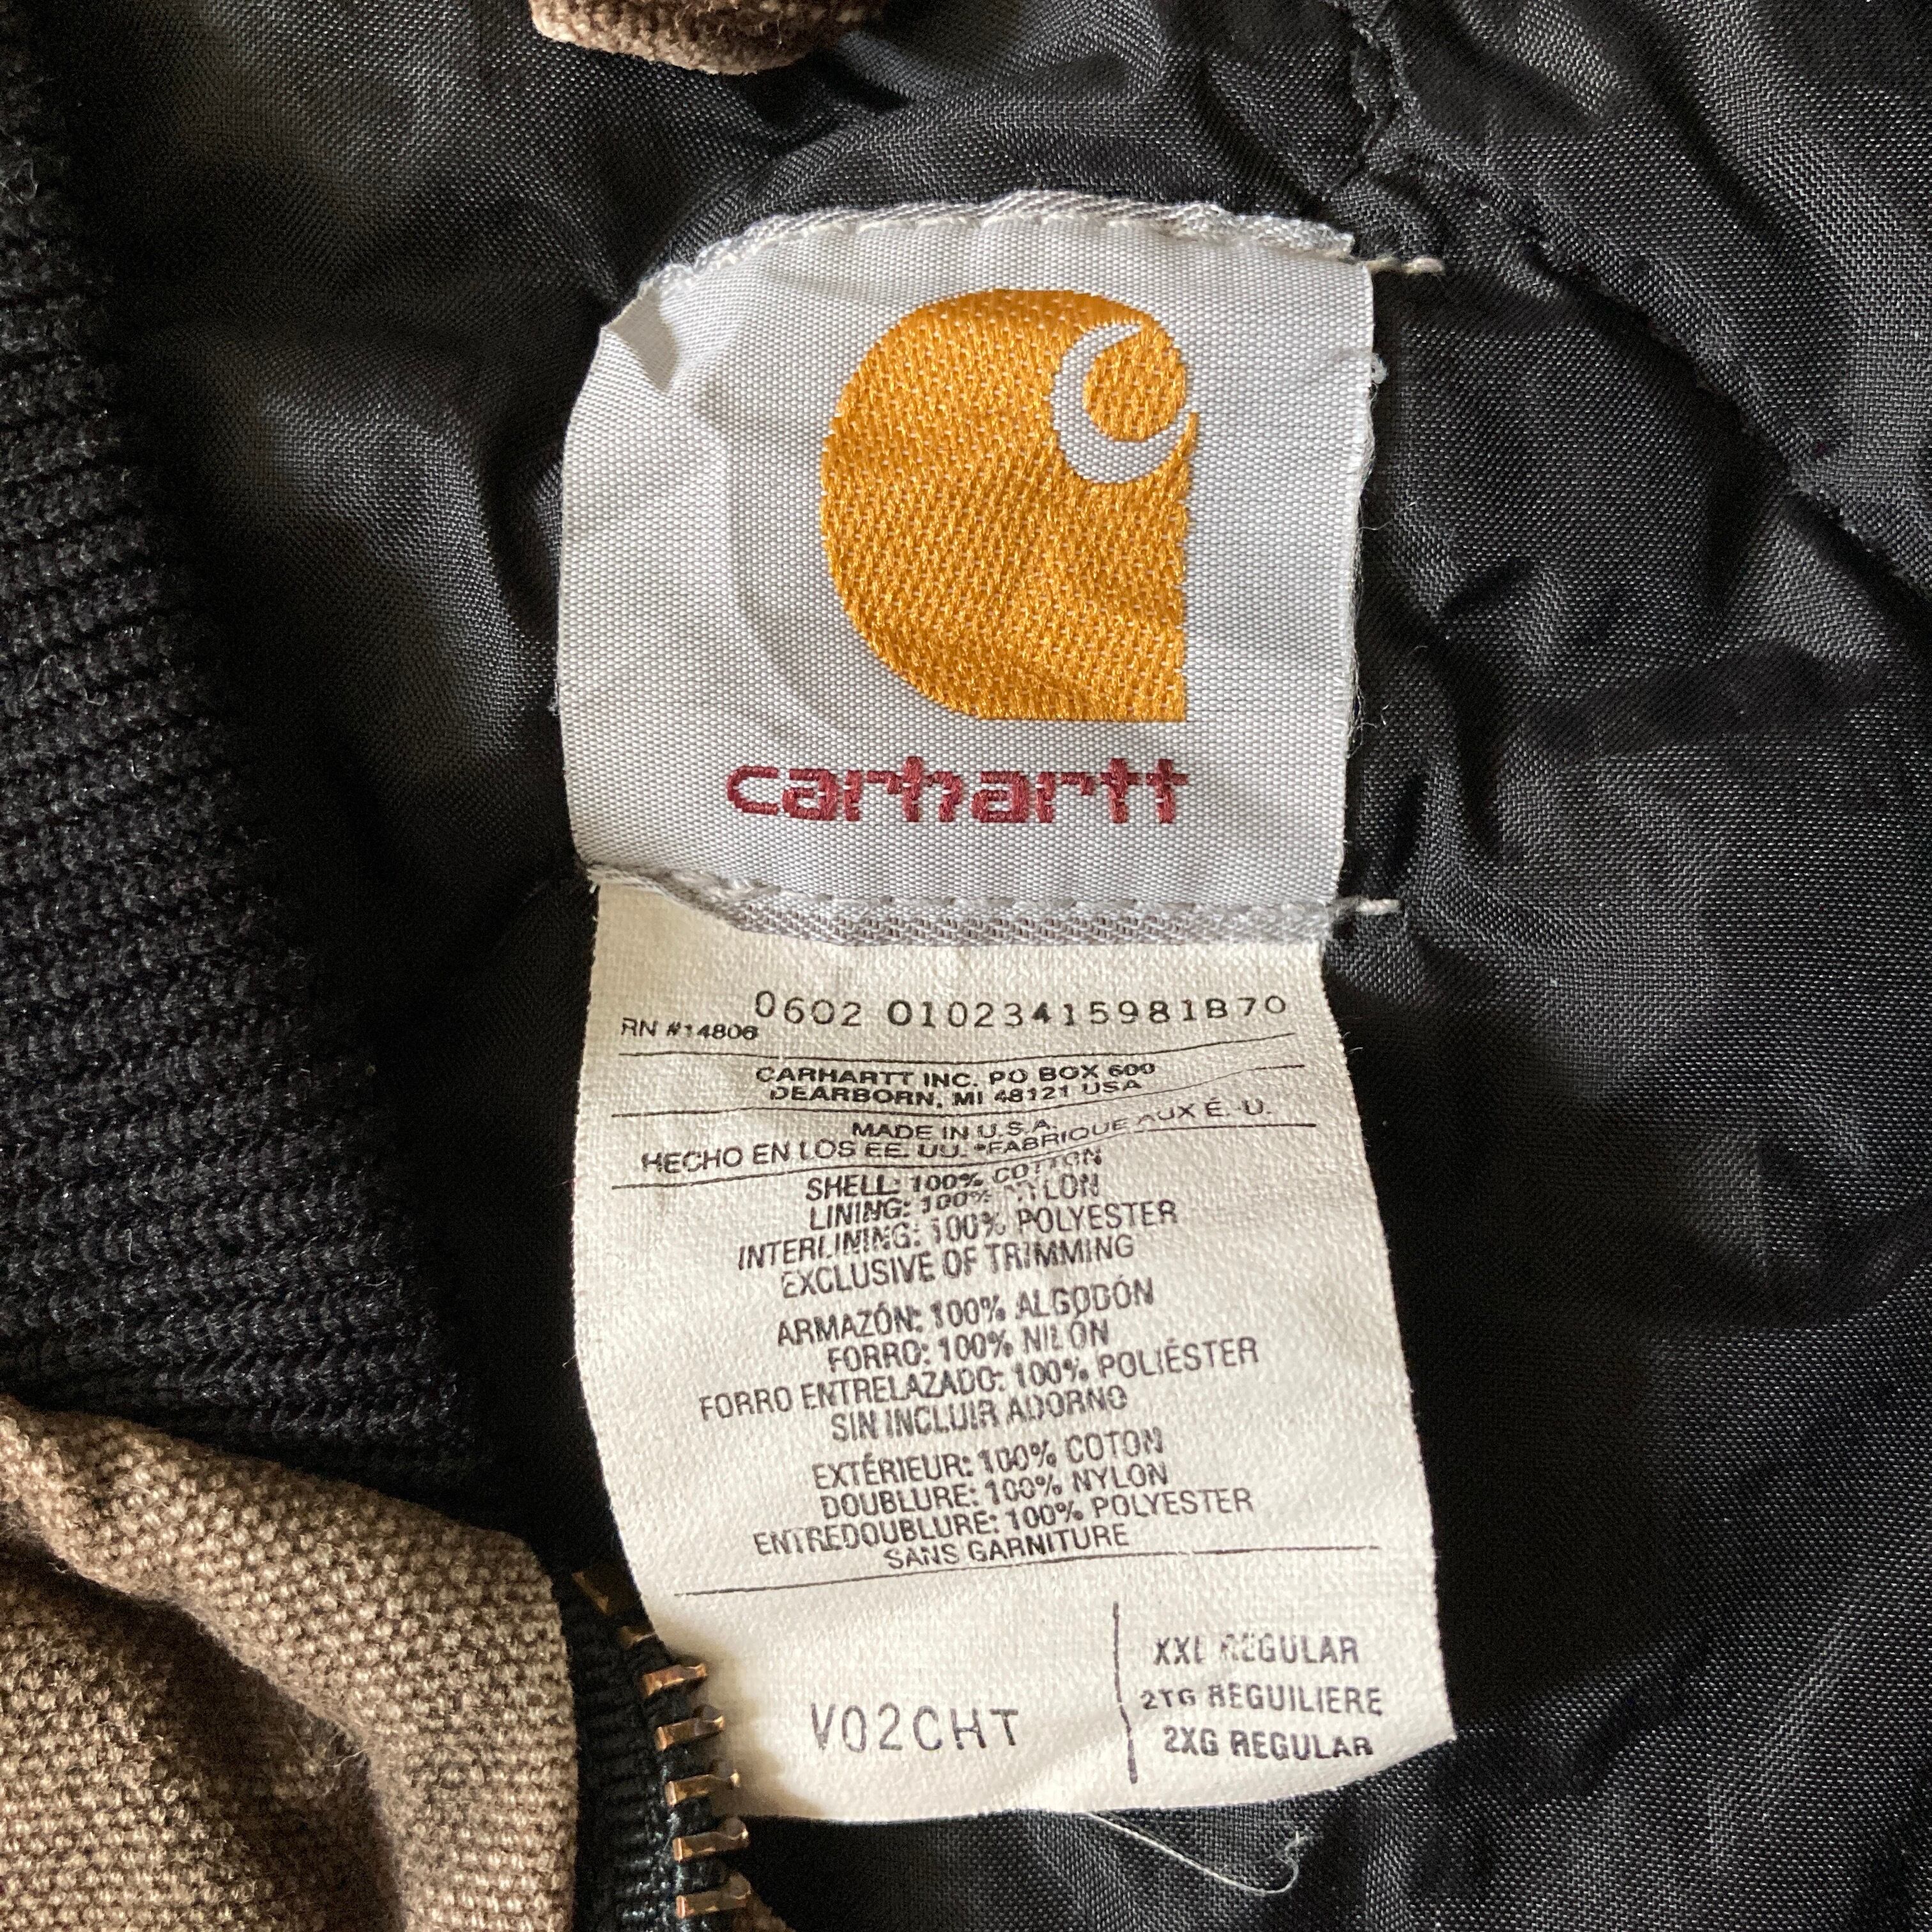 carhartt
0602 01023415981B70
RN #14806
CARHARTT INC. PO BOX 600
DEARBORN, MI 48121 USA
MADE IN U.S.A.
HECHO EN LOS EE. UU. *FABRIQUE AUX É.-U.
SHELL: 100% COTTON
LINING: 100% NYLON
INTERLINING: 100% POLYESTER
EXCLUSIVE OF TRIMMING
ARMAZÓN: 100% ALGODÓN
FORRO: 100% NILÓN
FORRO ENTRELAZADO: 100% POLIÉSTER
SIN INCLUIR ADORNO
EXTÉRIEUR: 100% COTON
DOUBLURE: 100% NYLON
ENTREDOUBLURE: 100% POLYESTER
SANS GARNITURE
V02CHT
XXL REGULAR
2TG REGUILIERE
2XG REGULAR